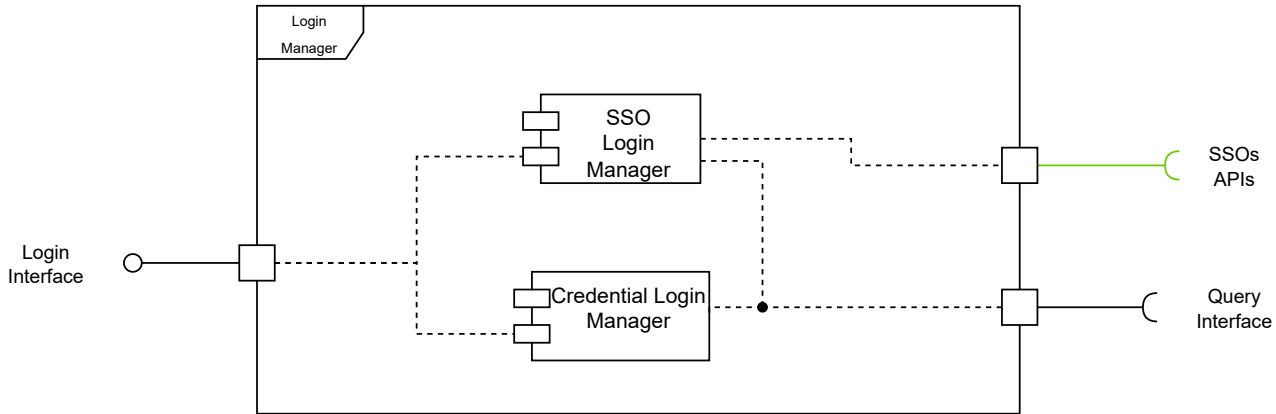 Login
Manager
SSO
Login
Manager
SSOs
APIs
Login
Interface
Credential Login
Manager
Query
Interface